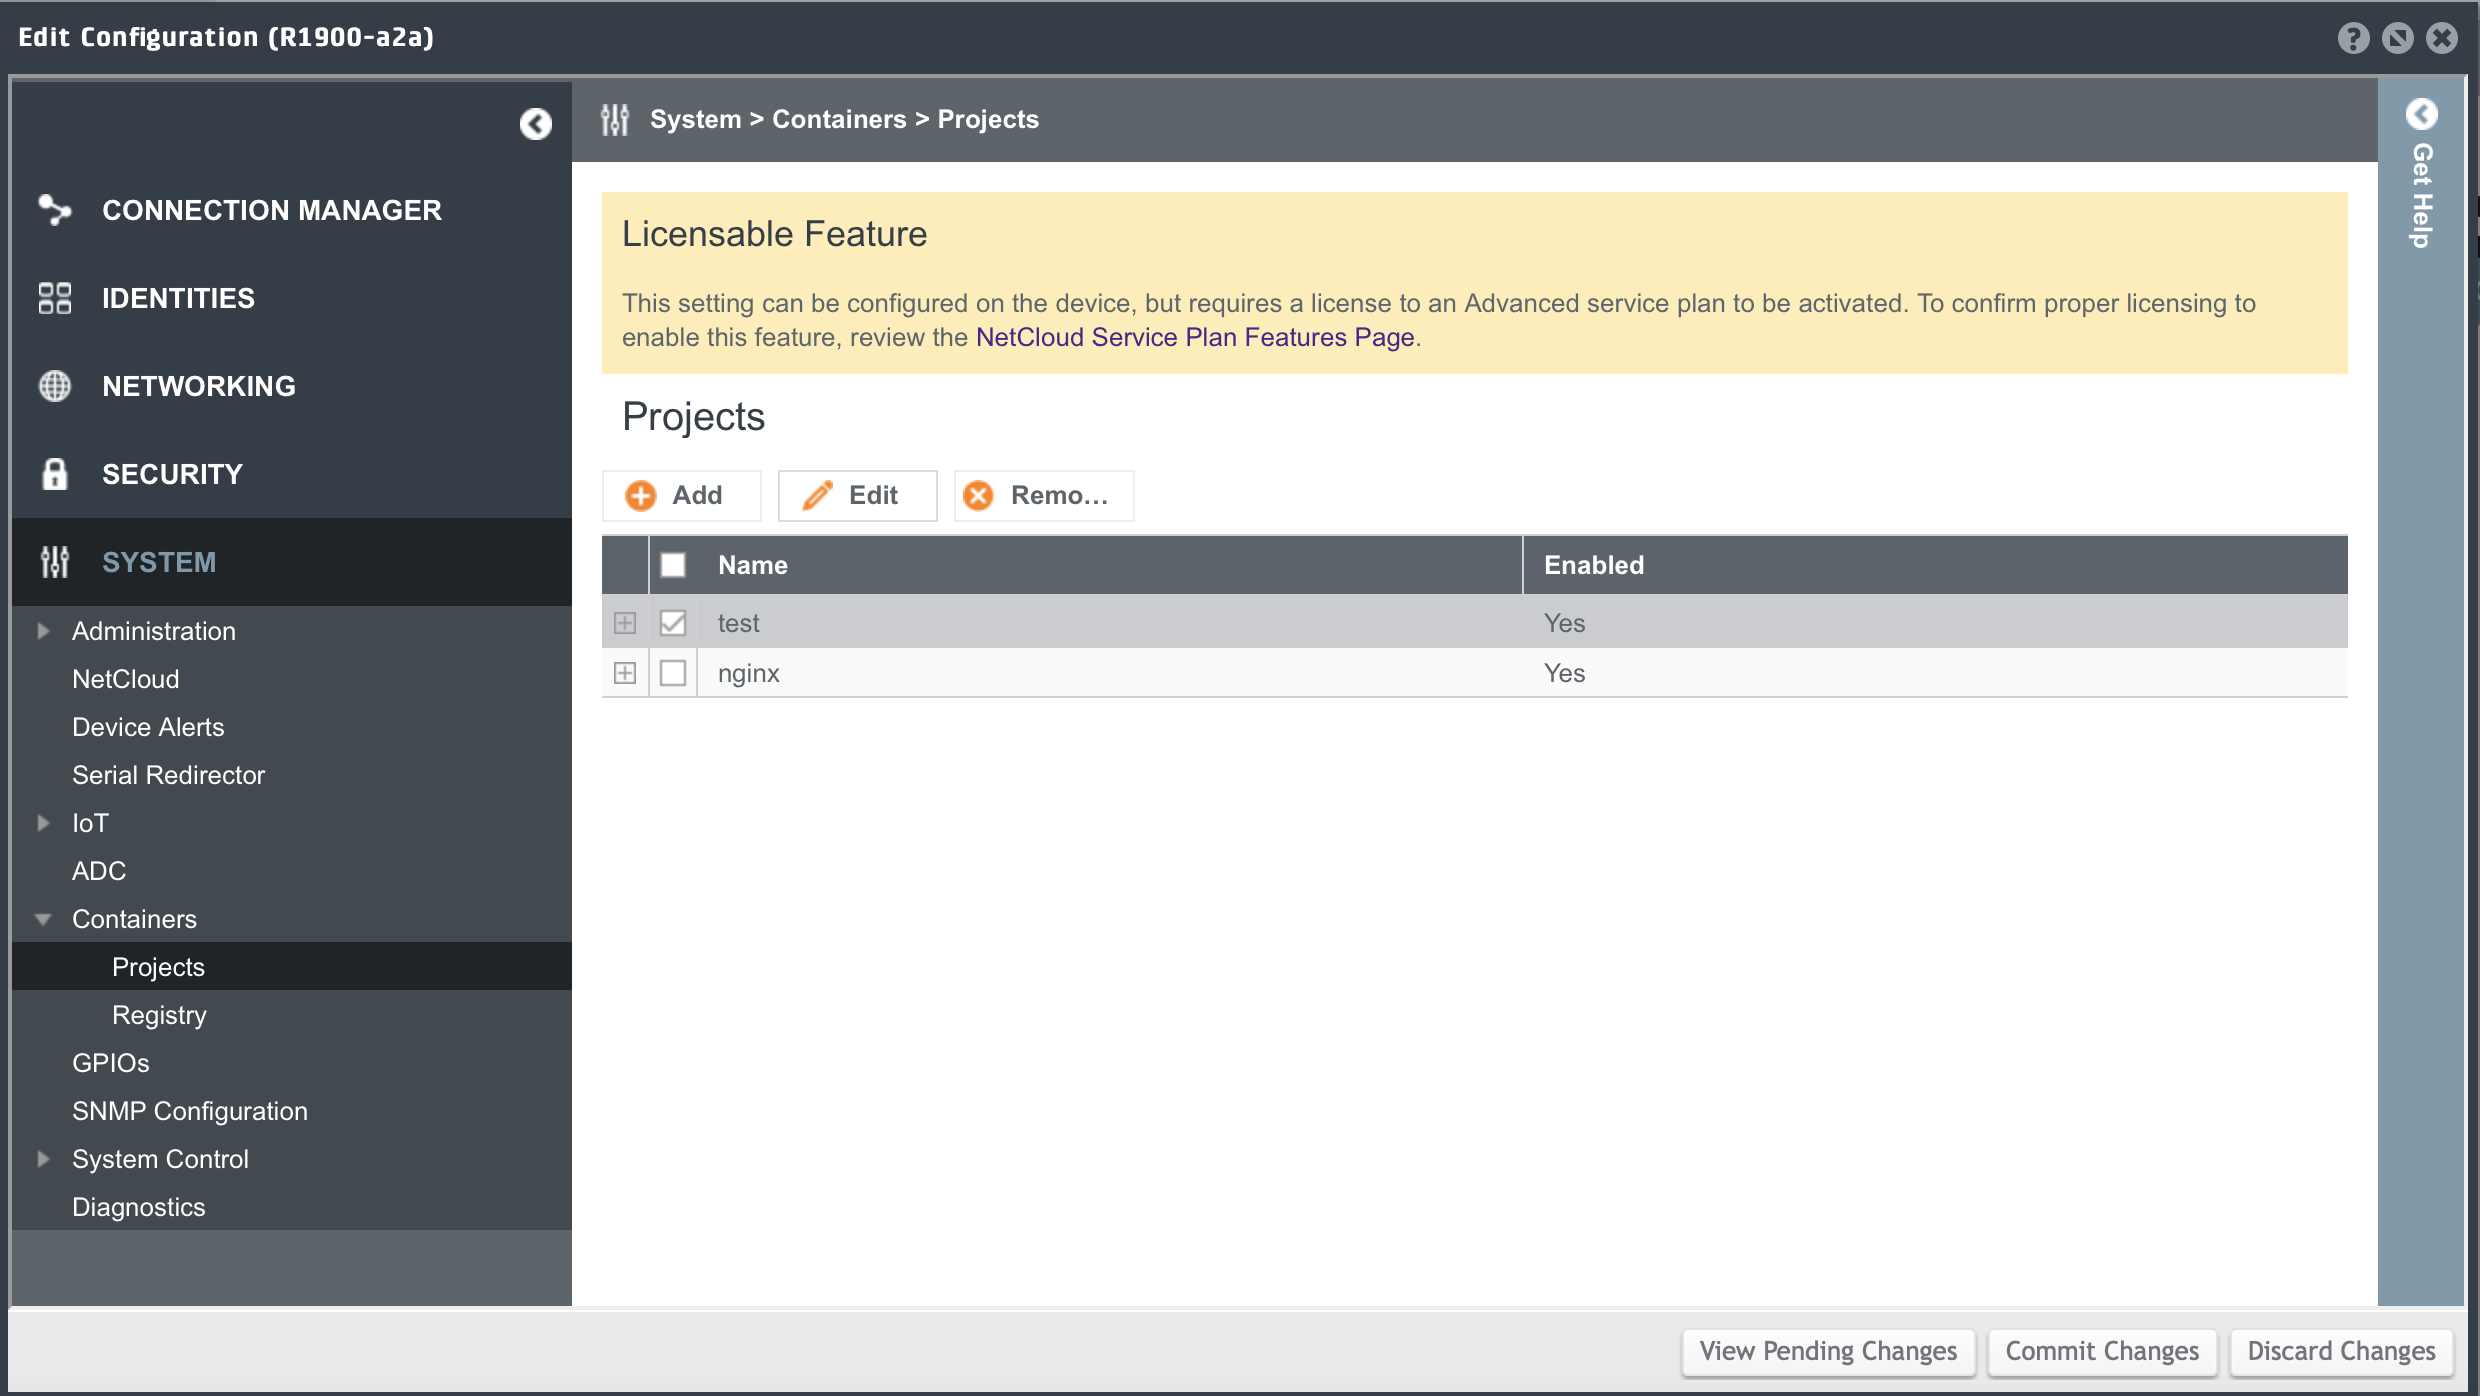 Edit Configuration (R1900-a2a)
System > Containers > Projects
Get Help
CONNECTION MANAGER
IDENTITIES
NETWORKING
SECURITY
SYSTEM
Administration
NetCloud
Device Alerts
Serial Redirector
IoT
ADC
Containers
Projects
Registry
GPIOs
SNMP Configuration
System Control
Diagnostics
Licensable Feature
This setting can be configured on the device, but requires a license to an Advanced service plan to be activated. To confirm proper licensing to
enable this feature, review the NetCloud Service Plan Features Page.
Projects
Add Edit Remo...
Name Enabled
test Yes
nginx Yes
View Pending Changes Commit Changes Discard Changes